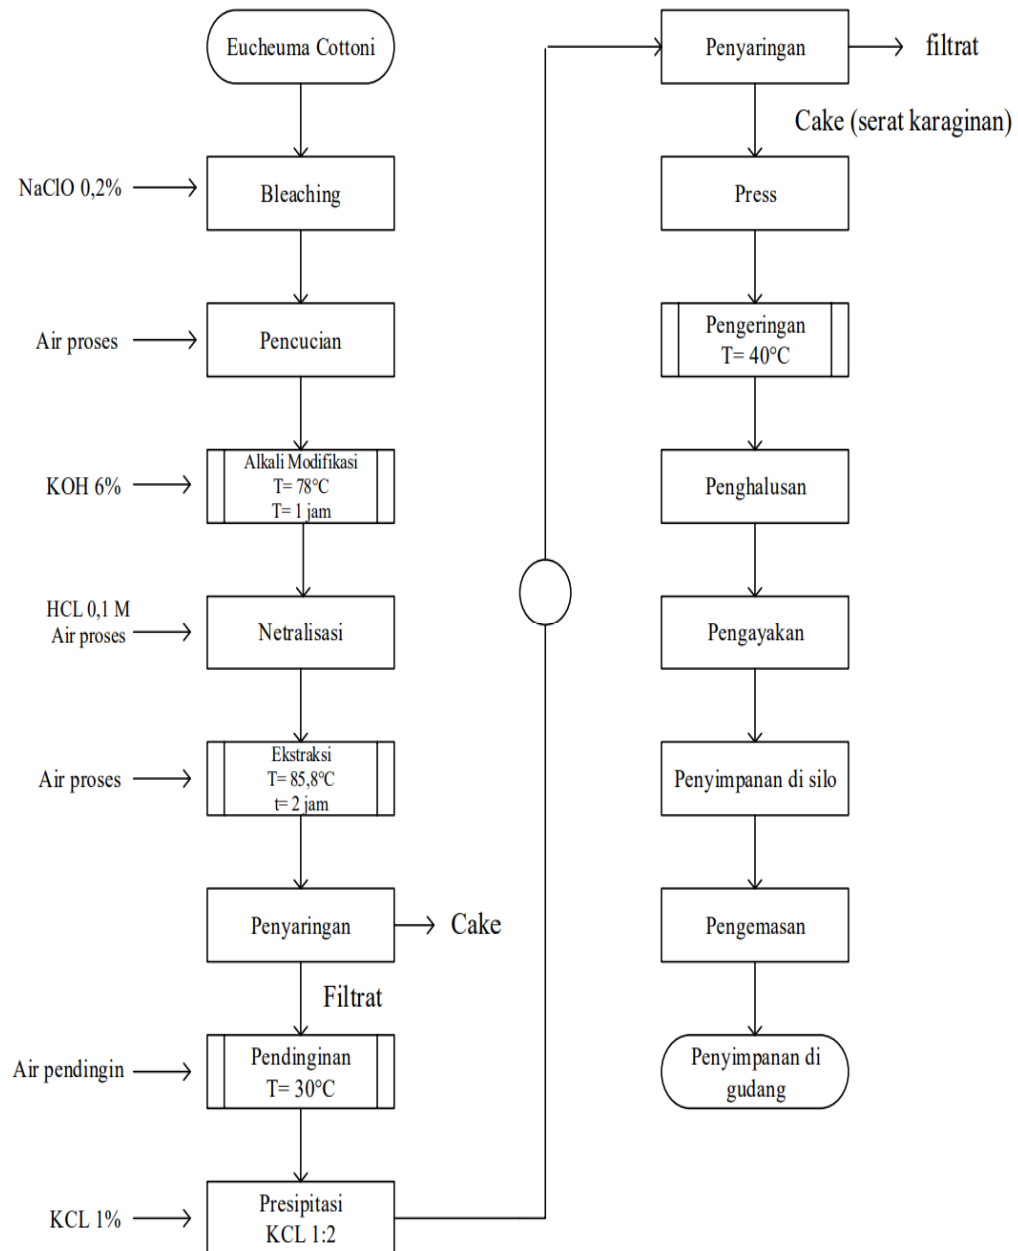 Eucheuma Cottoni
NaClO 0,2%
Bleaching
Air proses
Pencucian
KOH 6%
Alkali Modifikasi
T= 78°C
T= 1 jam
HCL 0,1 M
Air proses
Netralisasi
Air proses
Ekstraksi
T= 85,8°C
t= 2 jam
Penyaringan
Cake
Filtrat
Air pendingin
Pendinginan
T= 30°C
KCL 1%
Presipitasi
KCL 1:2
Penyaringan
filtrat
Cake (serat karaginan)
Press
Pengeringan
T= 40°C
Penghalusan
Pengayakan
Penyimpanan di silo
Pengemasan
Penyimpanan di
gudang